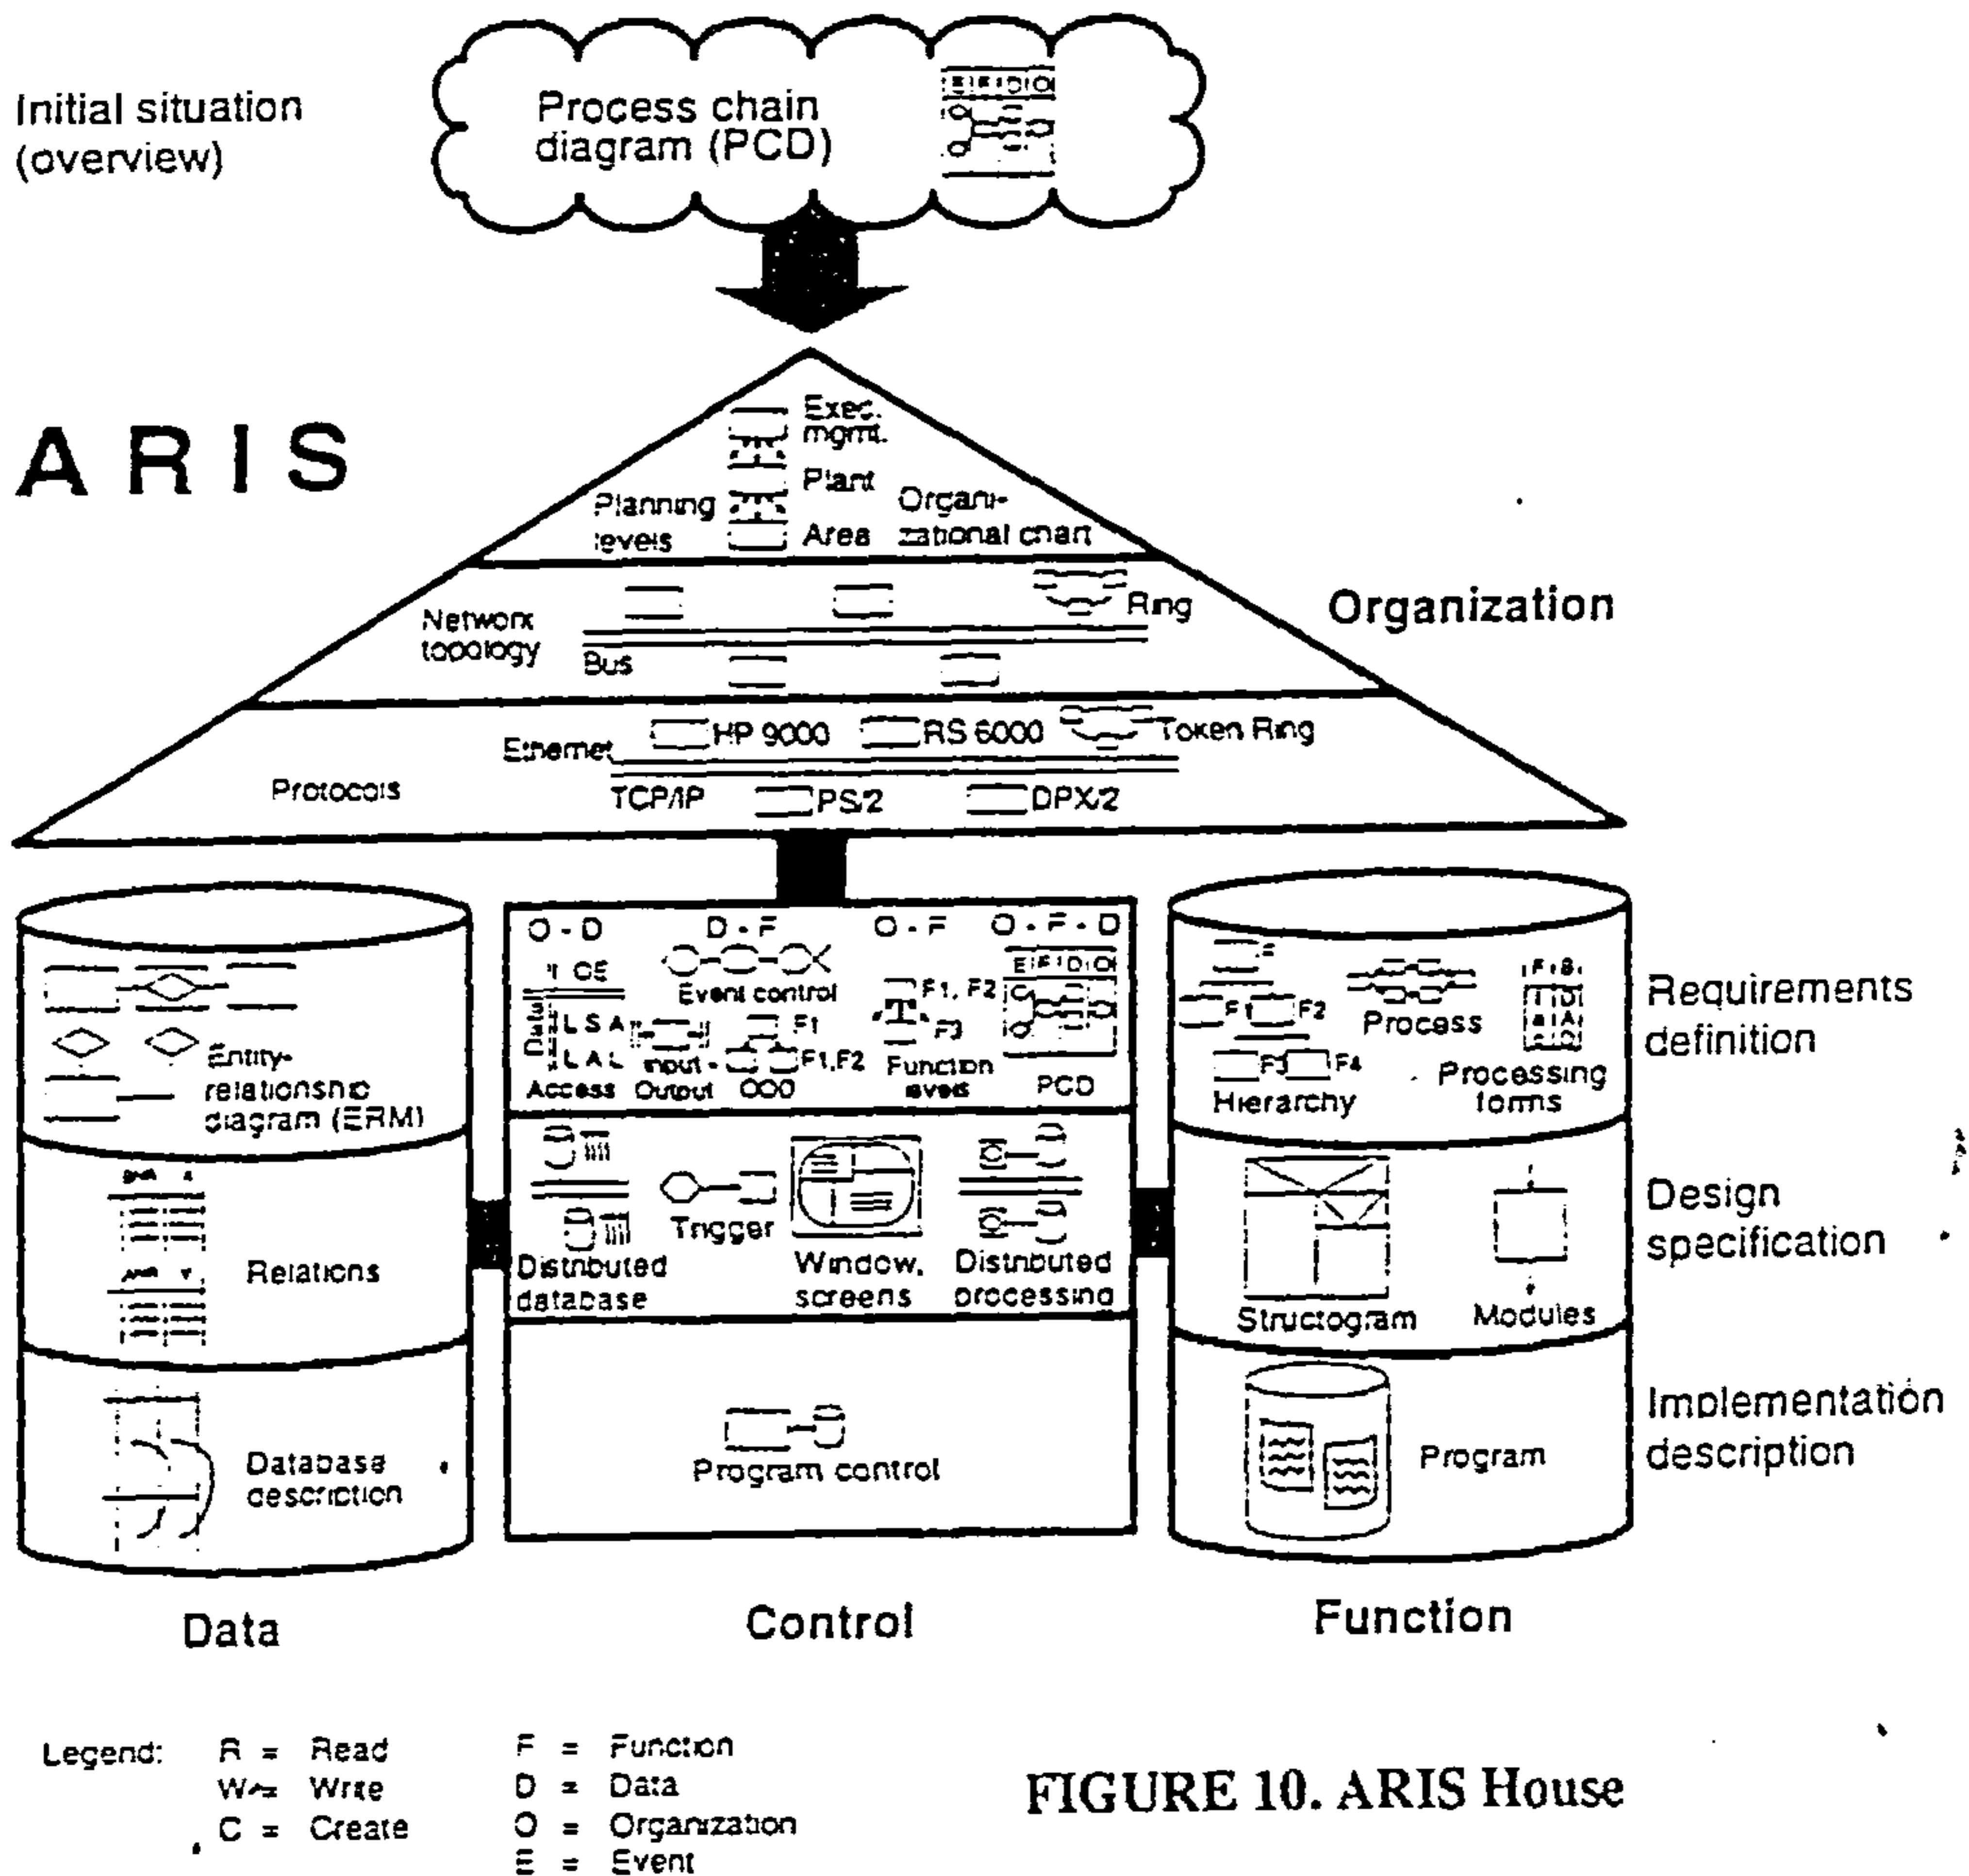 Initial situation
(overview)
Process chain
diagram (PCD)
E F D O
ARIS
Exec.
mgmt.
Plant
Area
Planning
levels
Organi-
zational chart
Organization
Network
topology
Bus
Ring
Ethernet
HP 9000
RS 6000
Token Ring
Protocols
TCP/IP
PS/2
DPX/2
O - D
D - F
O - F
O - F - D
OE
Event control
F1, F2
F3
E F D O
Data
L S A
L A L
F1
F1, F2
Access
Input -
Output
Function
levels
PCD
Entity-
relationship
diagram (ERM)
F1
F2
F3
F4
Hierarchy
Process
Processing
forms
Requirements
definition
Relations
Distributed
database
Trigger
Window,
screens
Distributed
processing
Structogram
Modules
Design
specification
Database
description
Program control
Program
Implementation
description
Data
Control
Function
Legend:
R = Read
W = Write
C = Create
F = Function
D = Data
O = Organization
E = Event
FIGURE 10. ARIS House